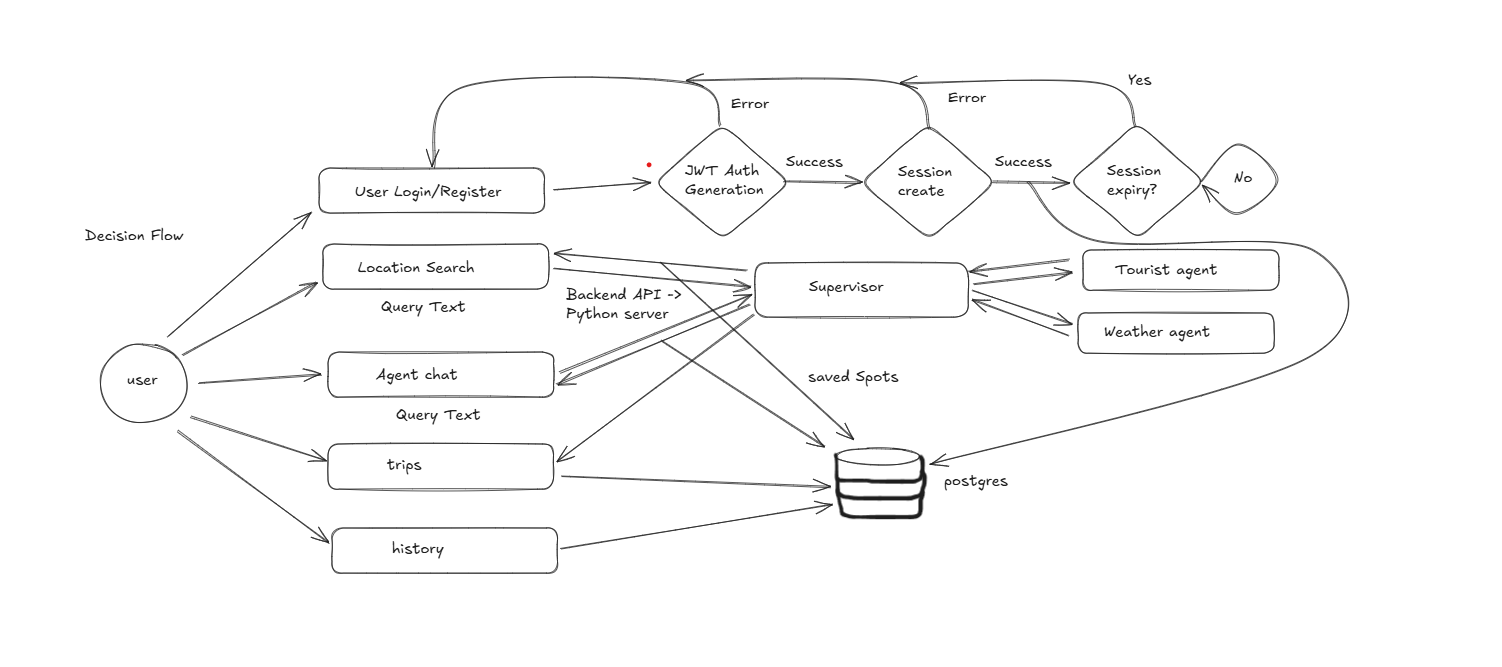 Yes
Error
Error
JWT Auth
Generation
Success
Session
create
Success
Session
expiry?
No
User Login/Register
Decision Flow
Location Search
Query Text
Backend API ->
Python server
Supervisor
Tourist agent
Weather agent
user
Agent chat
saved Spots
Query Text
trips
postgres
history